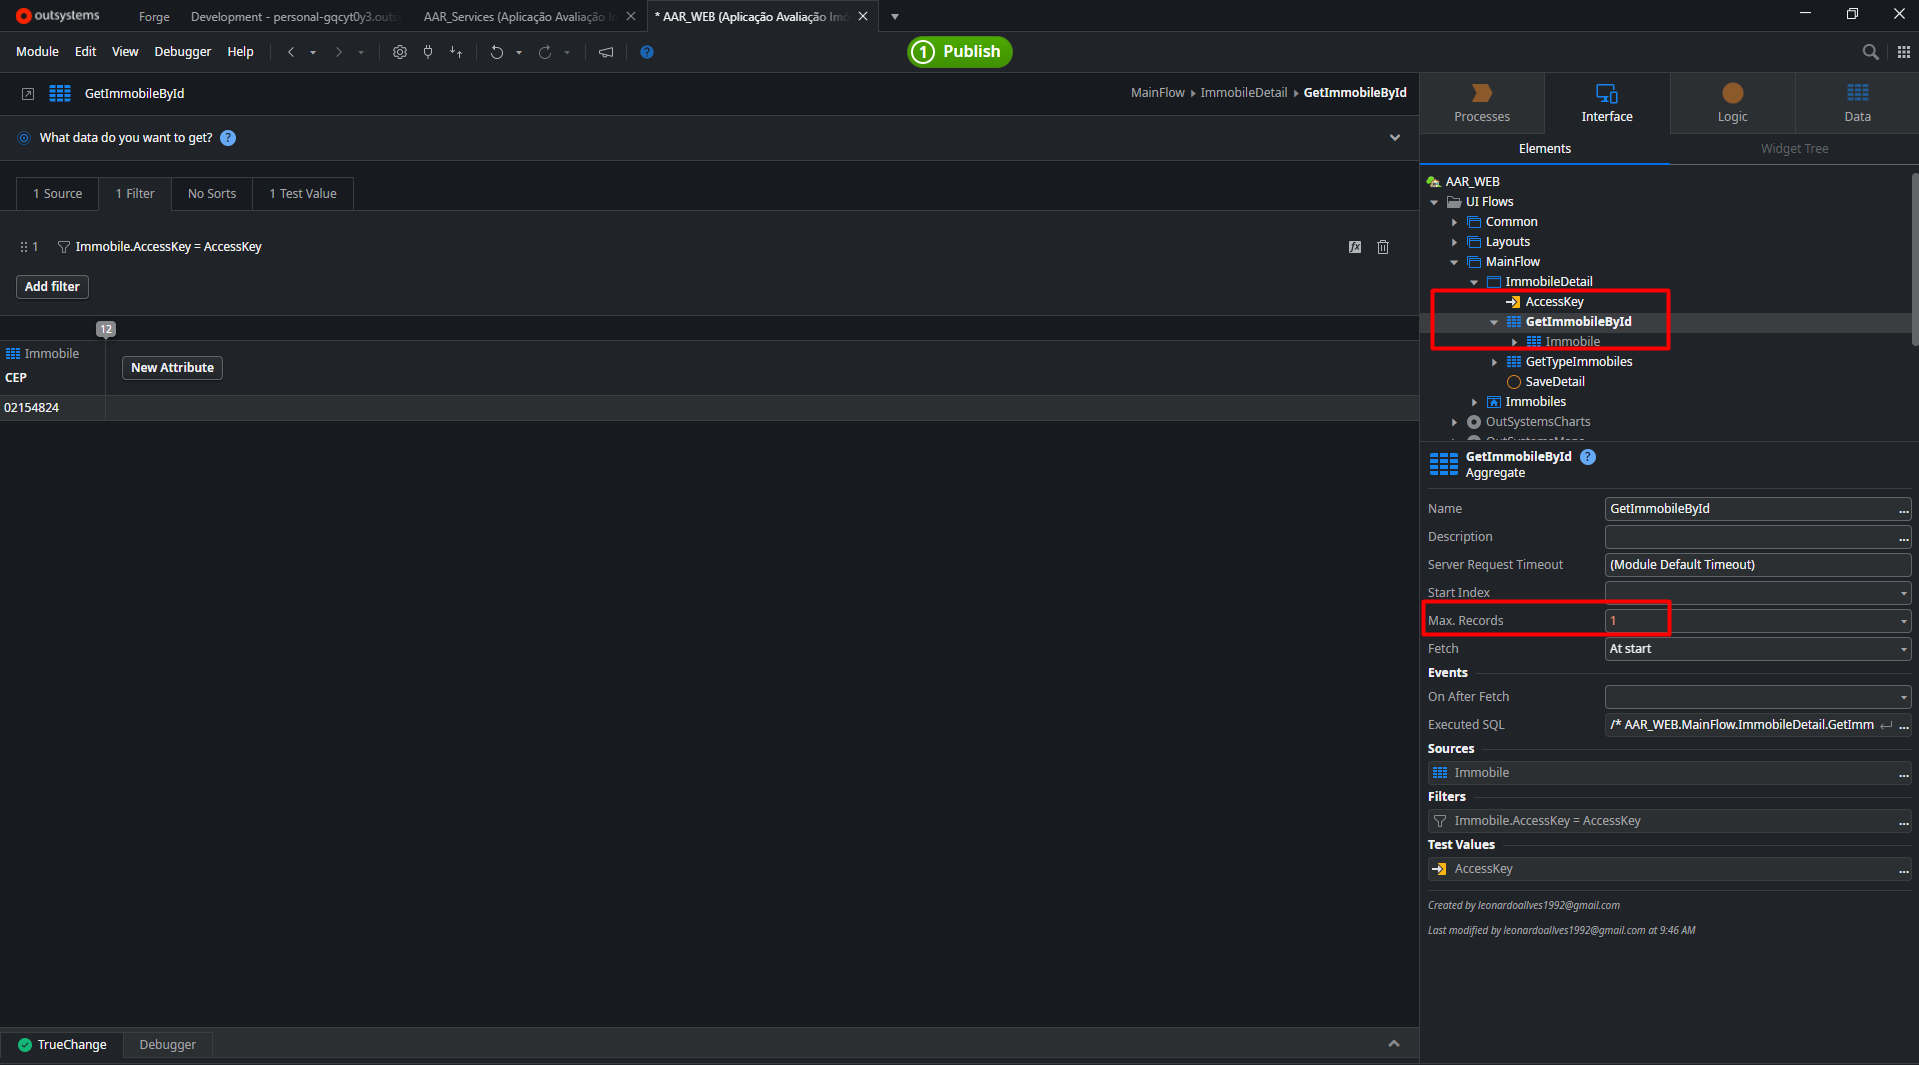 outsystems
Forge
Development - personal-gqcyt0y3.outs
AAR_Services (Aplicação Avaliação In
* AAR_WEB (Aplicação Avaliação Imó
Module
Edit
View
Debugger
Help
1 Publish
GetImmobileById
MainFlow
ImmobileDetail
GetImmobileById
What data do you want to get?
1 Source
1 Filter
No Sorts
1 Test Value
1
Immobile.AccessKey = AccessKey
Add filter
12
Immobile
CEP
New Attribute
02154824
TrueChange
Debugger
Processes
Interface
Logic
Data
Elements
Widget Tree
AAR_WEB
UI Flows
Common
Layouts
MainFlow
ImmobileDetail
AccessKey
GetImmobileById
Immobile
GetTypeImmobiles
SaveDetail
Immobiles
OutSystemsCharts
OutSystemsMaps
GetImmobileById
Aggregate
Name
GetImmobileById
...
Description
...
Server Request Timeout
(Module Default Timeout)
Start Index
Max. Records
1
Fetch
At start
Events
On After Fetch
Executed SQL
/* AAR_WEB.MainFlow.ImmobileDetail.GetImm
...
Sources
Immobile
...
Filters
Immobile.AccessKey = AccessKey
...
Test Values
AccessKey
...
Created by leonardoallves1992@gmail.com
Last modified by leonardoallves1992@gmail.com at 9:46 AM